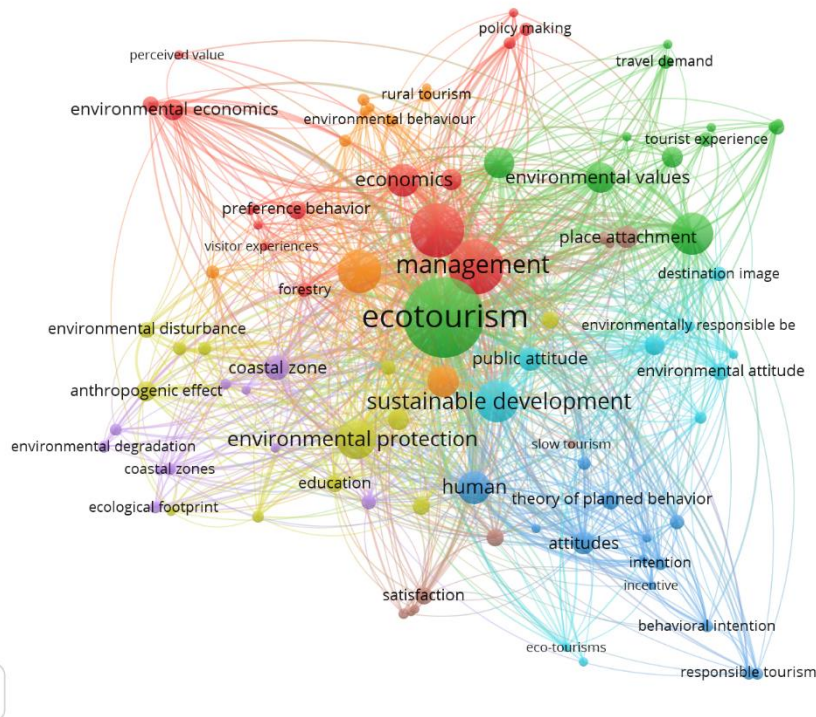 policy making
perceived value
travel demand
rural tourism
environmental economics
environmental behaviour
tourist experience
economics
environmental values
preference behavior
place attachment
visitor experiences
management
destination image
forestry
ecotourism
environmental disturbance
environmentally responsible be
public attitude
coastal zone
environmental attitude
anthropogenic effect
sustainable development
environmental protection
environmental degradation
slow tourism
coastal zones
education
human
theory of planned behavior
ecological footprint
attitudes
intention
incentive
satisfaction
behavioral intention
eco-tourisms
responsible tourism